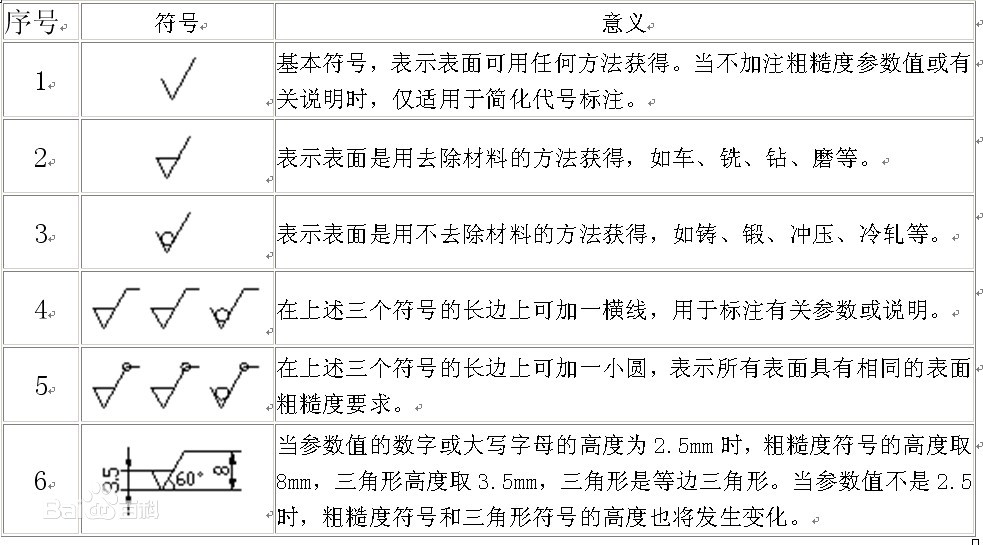 序号 符号 意义
1 基本符号，表示表面可用任何方法获得。当不加注粗糙度参数值或有
关说明时，仅适用于简化代号标注。
2 表示表面是用去除材料的方法获得，如车、铣、钻、磨等。
3 表示表面是用不去除材料的方法获得，如铸、锻、冲压、冷轧等。
4 在上述三个符号的长边上可加一横线，用于标注有关参数或说明。
5 在上述三个符号的长边上可加一小圆，表示所有表面具有相同的表面
粗糙度要求。
6 3.5 60° 8 当参数值的数字或大写字母的高度为2.5mm时，粗糙度符号的高度取
8mm，三角形高度取3.5mm，三角形是等边三角形。当参数值不是2.5
时，粗糙度符号和三角形符号的高度也将发生变化。
Baidu百科